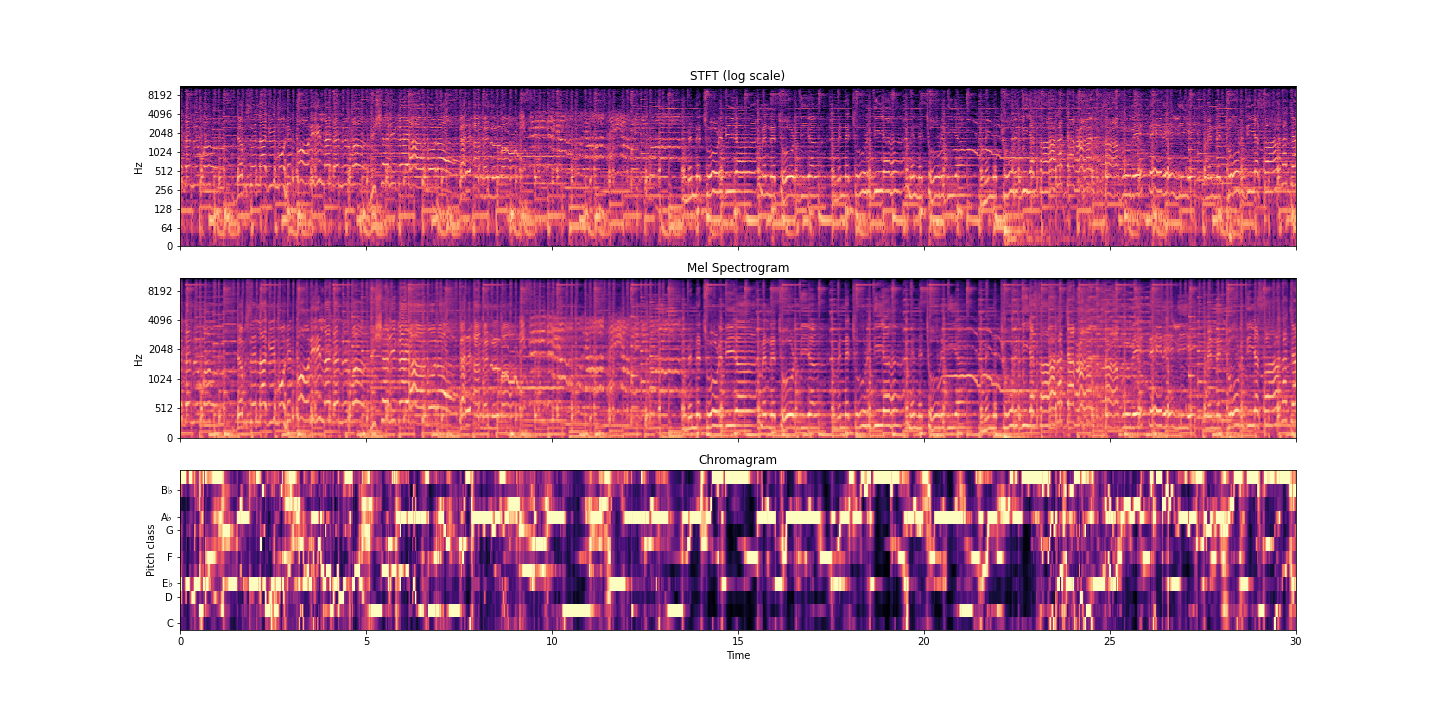 STFT (log scale)
8192
4096
2048
1024
512
256
128
64
0
Hz
Mel Spectrogram
8192
4096
2048
1024
512
0
Hz
Chromagram
B♭
A♭
G
F
E♭
D
C
Pitch class
0 5 10 15 20 25 30
Time